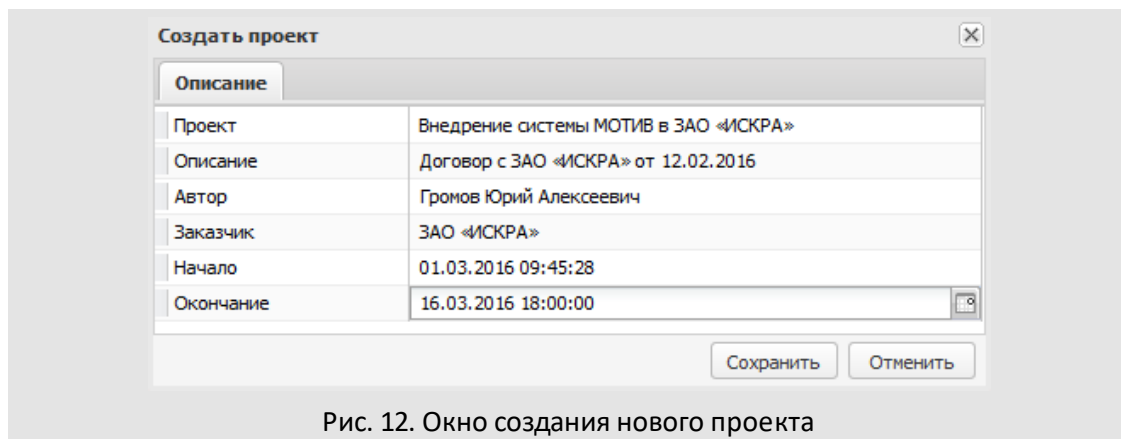 Создать проект
Описание
Проект Внедрение системы МОТИВ в ЗАО «ИСКРА»
Описание Договор с ЗАО «ИСКРА» от 12.02.2016
Автор Громов Юрий Алексеевич
Заказчик ЗАО «ИСКРА»
Начало 01.03.2016 09:45:28
Окончание 16.03.2016 18:00:00
Сохранить Отменить
Рис. 12. Окно создания нового проекта